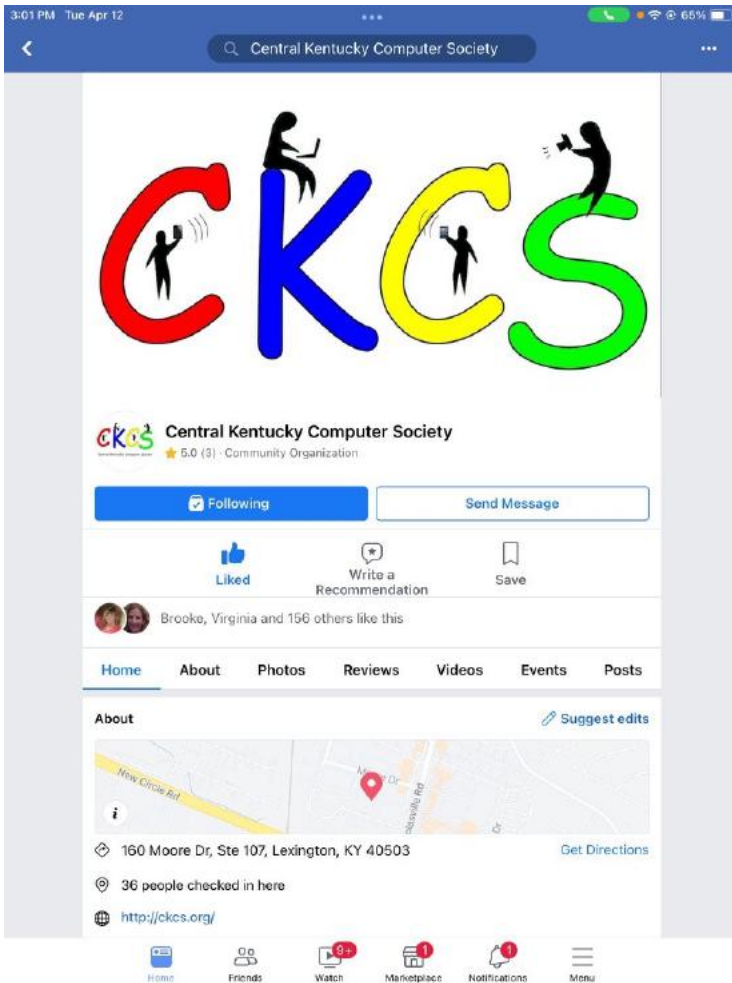 3:01 PM Tue Apr 12
65%
Central Kentucky Computer Society
CKCS
CKCS
Central Kentucky Computer Society
5.0 (3) · Community Organization
Following
Send Message
Liked
Write a
Recommendation
Save
Brooke, Virginia and 156 others like this
Home About Photos Reviews Videos Events Posts
About
Suggest edits
New Circle Rd
Dr
Rd
Dr
160 Moore Dr, Ste 107, Lexington, KY 40503
Get Directions
36 people checked in here
http://ckcs.org/
9+ 1 1
Home Friends Watch Marketplace Notifications Menu